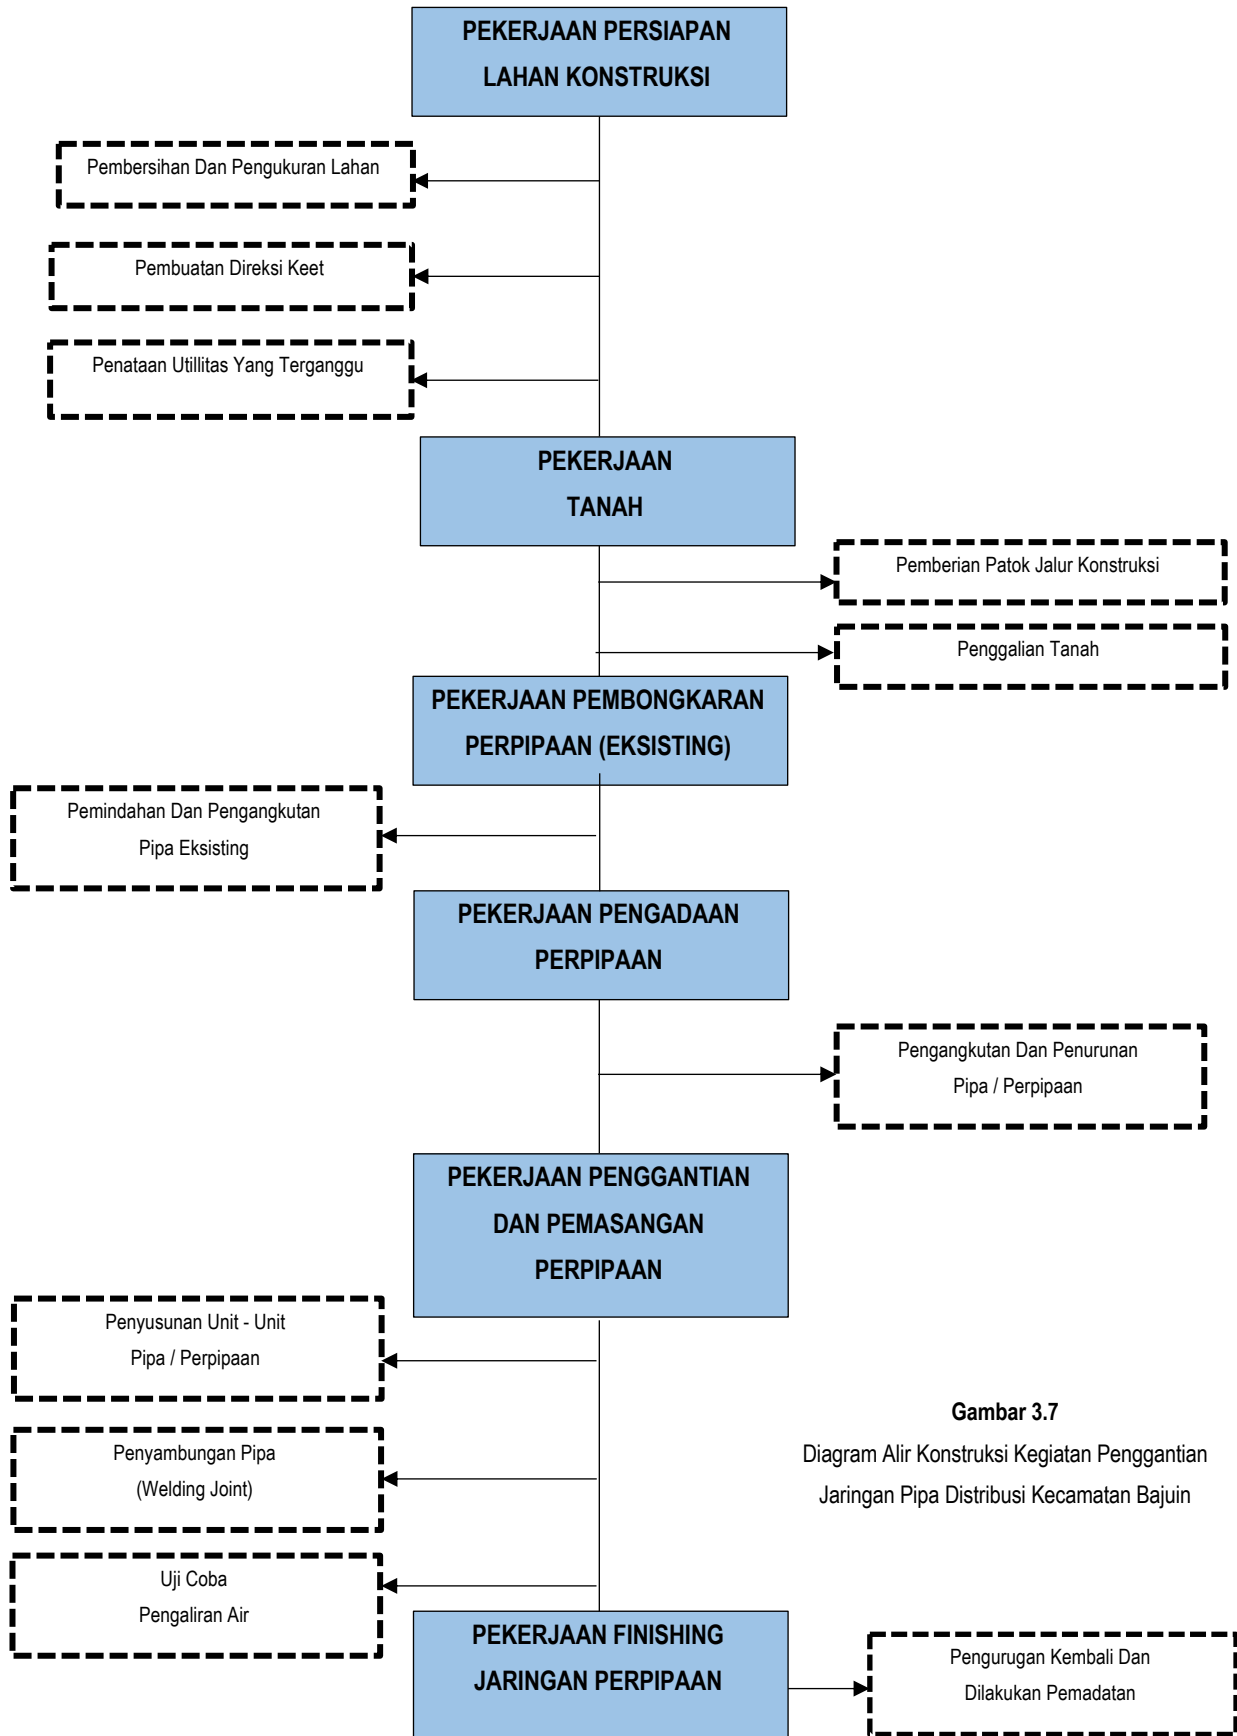 PEKERJAAN PERSIAPAN
LAHAN KONSTRUKSI
Pembersihan Dan Pengukuran Lahan
Pembuatan Direksi Keet
Penataan Utillitas Yang Terganggu
PEKERJAAN
TANAH
Pemberian Patok Jalur Konstruksi
Penggalian Tanah
PEKERJAAN PEMBONGKARAN
PERPIPAAN (EKSISTING)
Pemindahan Dan Pengangkutan
Pipa Eksisting
PEKERJAAN PENGADAAN
PERPIPAAN
Pengangkutan Dan Penurunan
Pipa / Perpipaan
PEKERJAAN PENGGANTIAN
DAN PEMASANGAN
PERPIPAAN
Penyusunan Unit - Unit
Pipa / Perpipaan
Penyambungan Pipa
(Welding Joint)
Gambar 3.7
Diagram Alir Konstruksi Kegiatan Penggantian
Jaringan Pipa Distribusi Kecamatan Bajuin
Uji Coba
Pengaliran Air
PEKERJAAN FINISHING
JARINGAN PERPIPAAN
Pengurugan Kembali Dan
Dilakukan Pemadatan